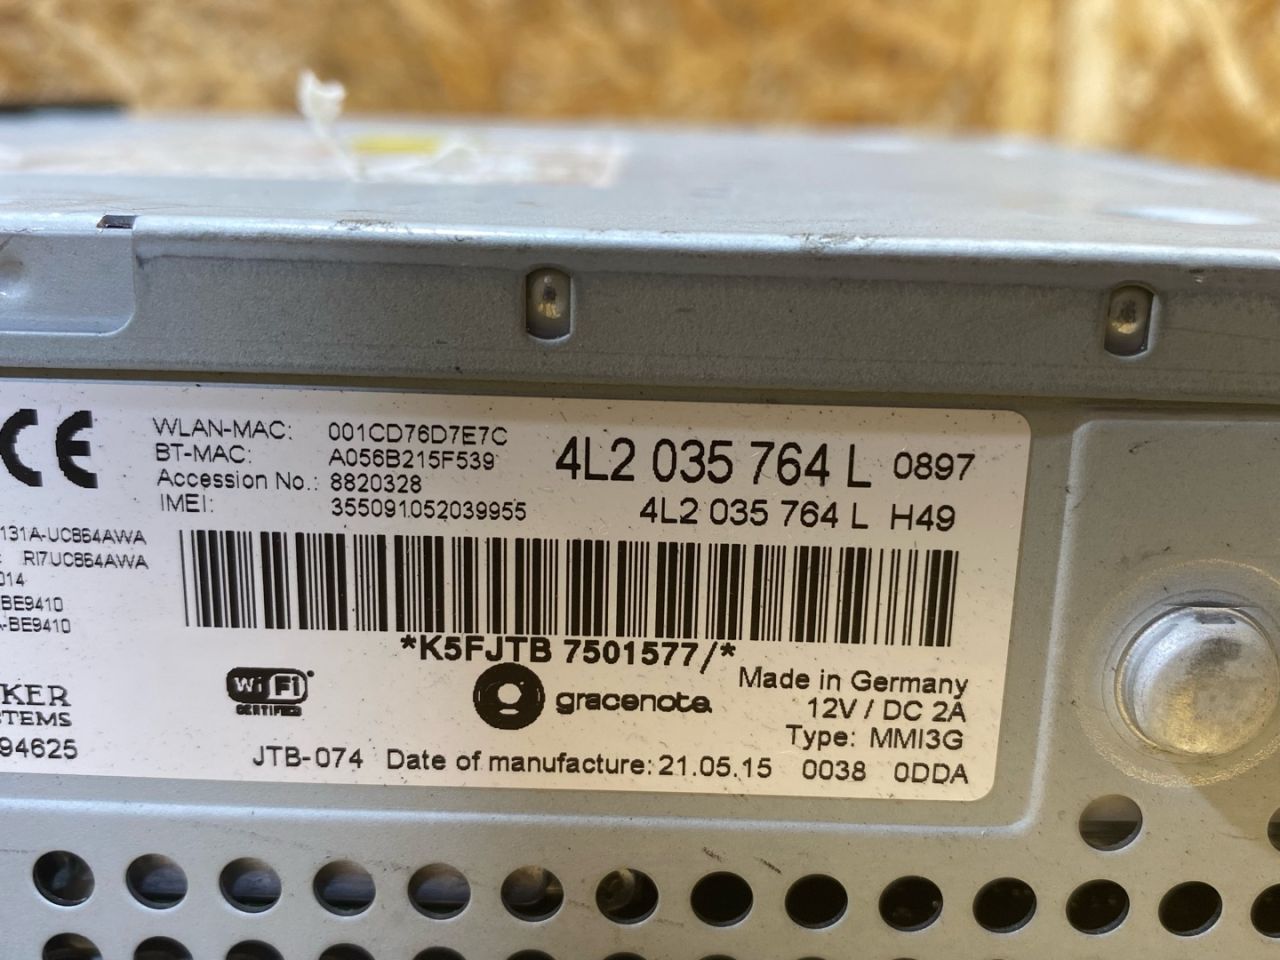 CE
WLAN-MAC: 001CD76D7E7C
BT-MAC: A056B215F539
Accession No.: 8820328
IMEI: 355091052039955
4L2 035 764 L 0897
4L2 035 764 L H49
131A-UC864AWA
RI7UC864AWA
014
BE9410
A-BE9410
*K5FJTB 7501577/*
KER
STEMS
94625
Wi Fi
CERTIFIED
gracenote
Made in Germany
12V / DC 2A
Type: MMI3G
JTB-074 Date of manufacture: 21.05.15 0038 0DDA